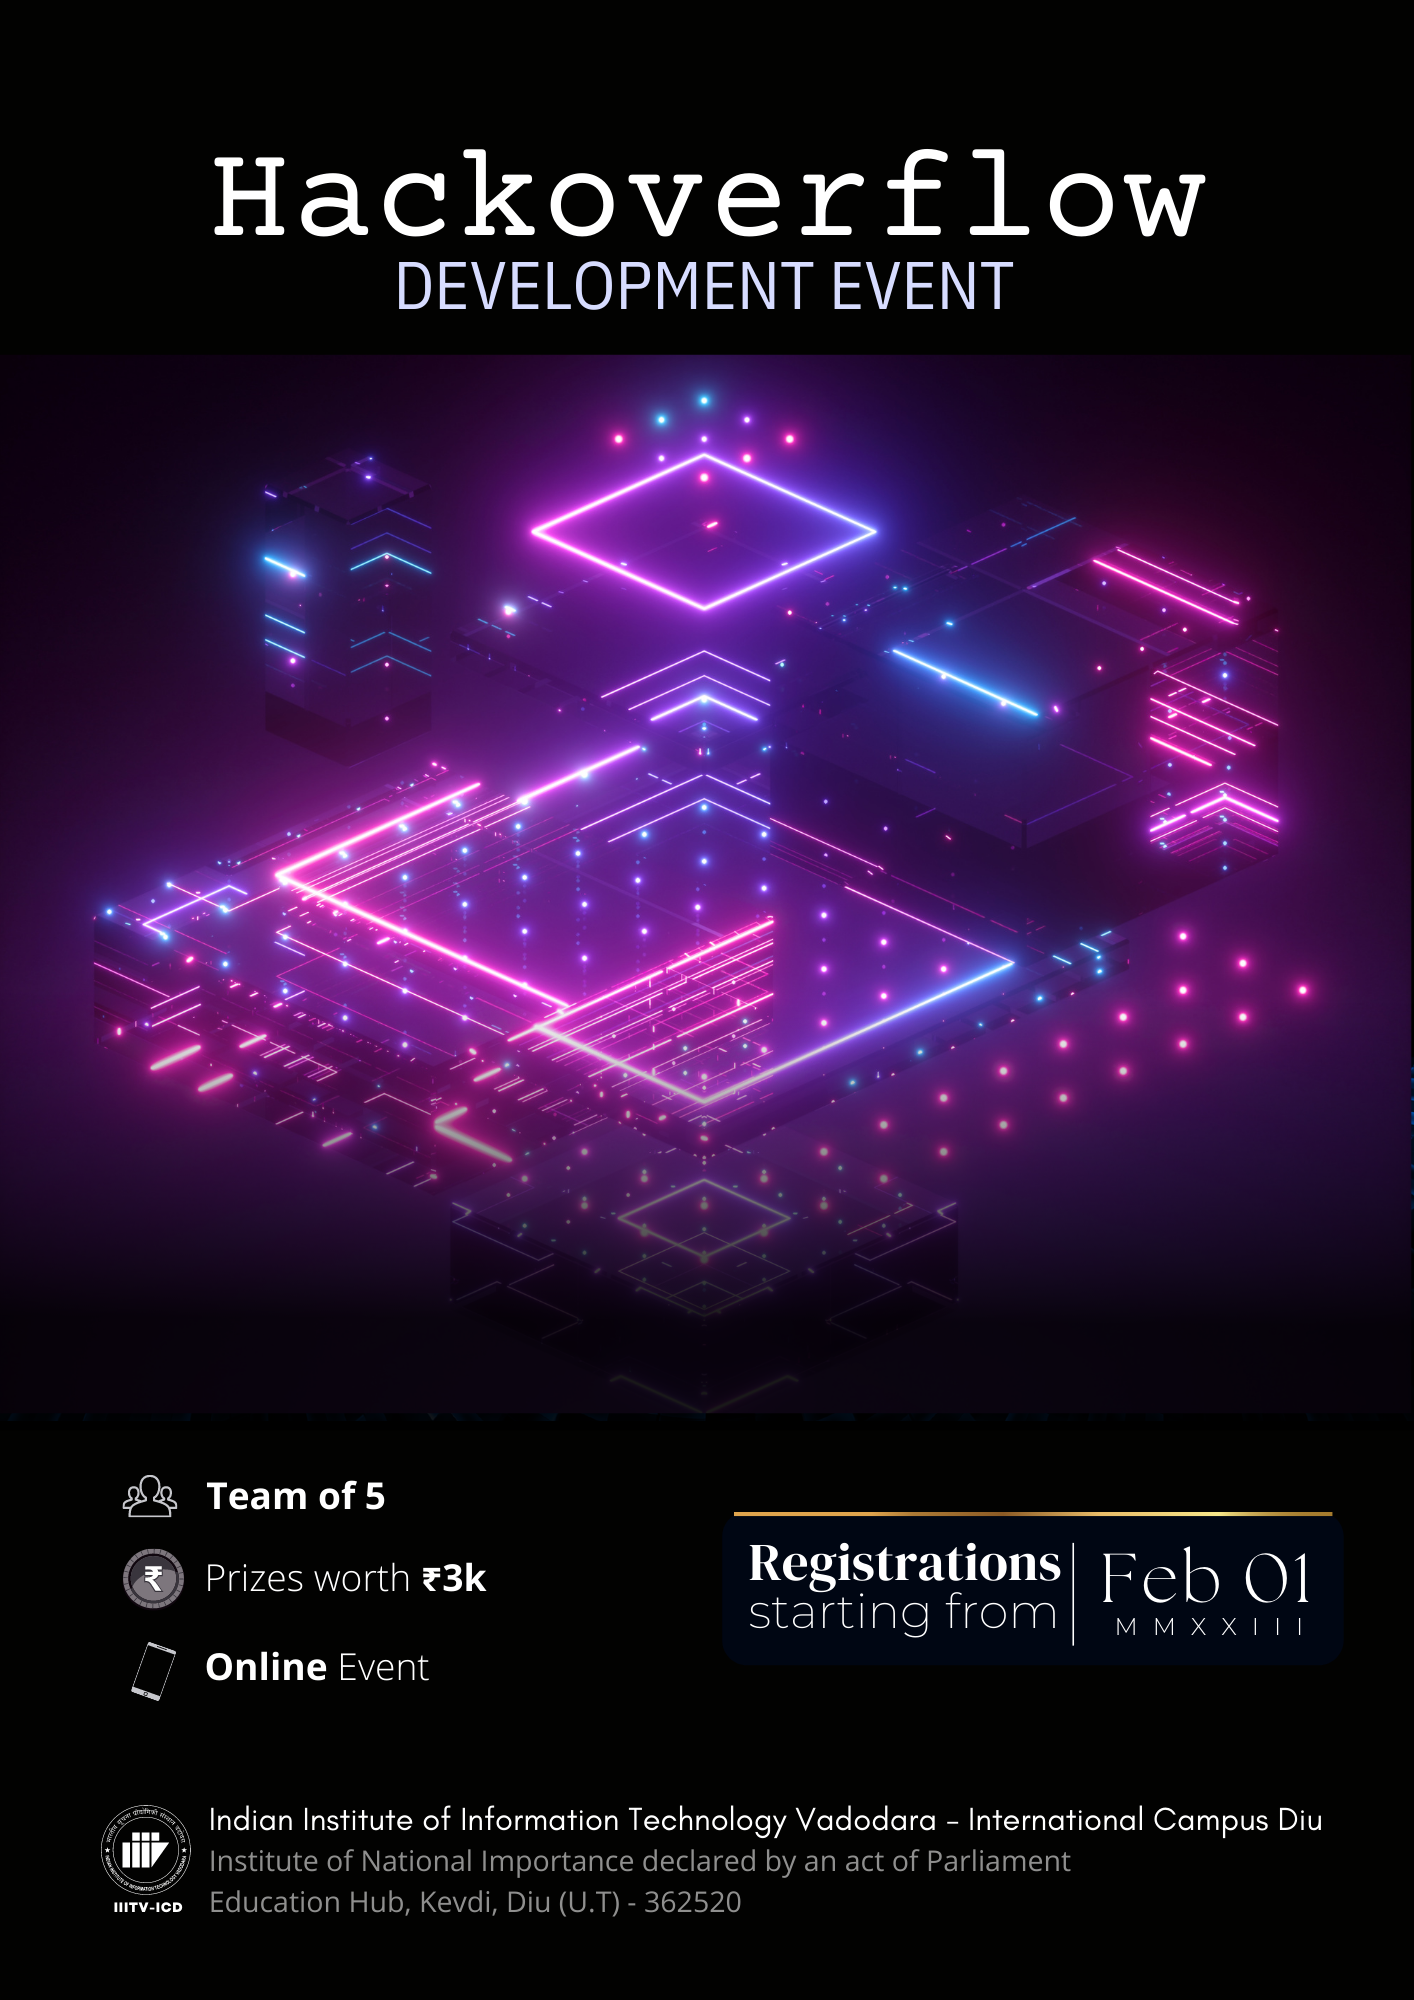 Hackoverflow
DEVELOPMENT EVENT
Team of 5
Prizes worth ₹3k
Online Event
Registrations
starting from
Feb 01
MMXXIII
Indian Institute of Information Technology Vadodara - International Campus Diu
Institute of National Importance declared by an act of Parliament
Education Hub, Kevdi, Diu (U.T) - 362520
IIITV-ICD